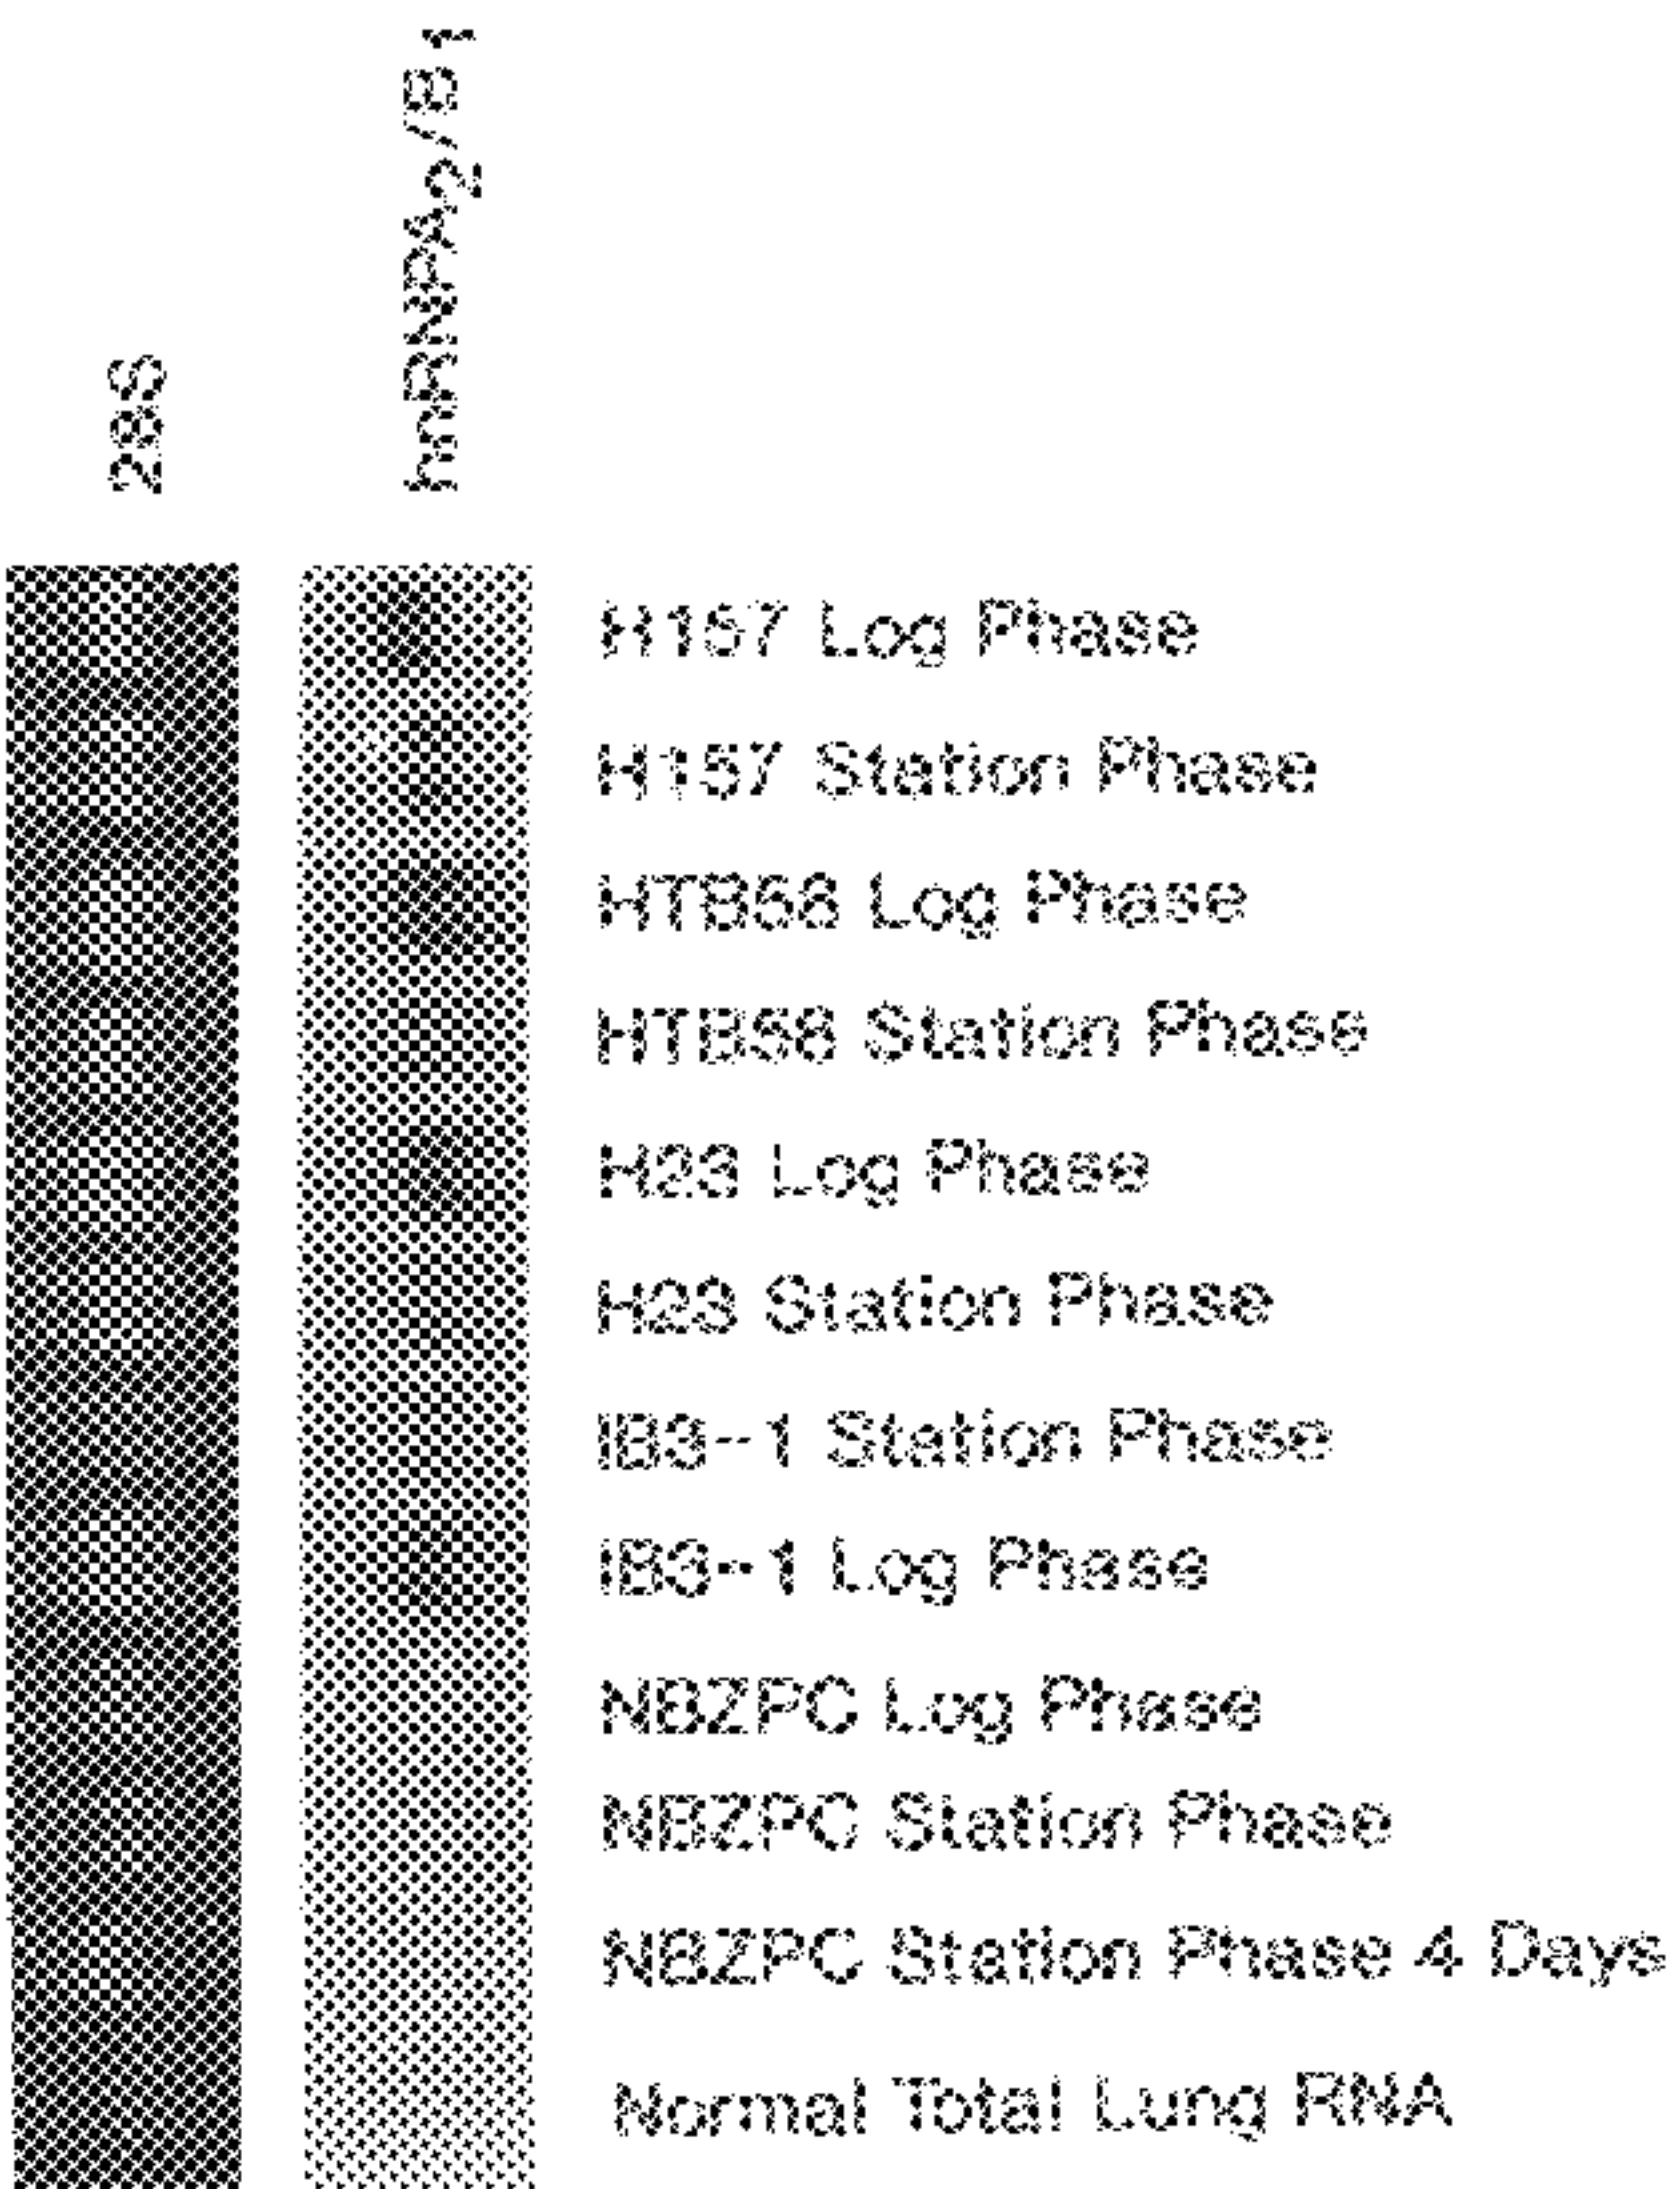 28S
hnRNPA2/B1
H157 Log Phase
H157 Station Phase
HTB58 Log Phase
HTB58 Station Phase
H23 Log Phase
H23 Station Phase
IB3-1 Station Phase
IB3-1 Log Phase
NBZPC Log Phase
NBZPC Station Phase
NBZPC Station Phase 4 Days
Normal Total Lung RNA